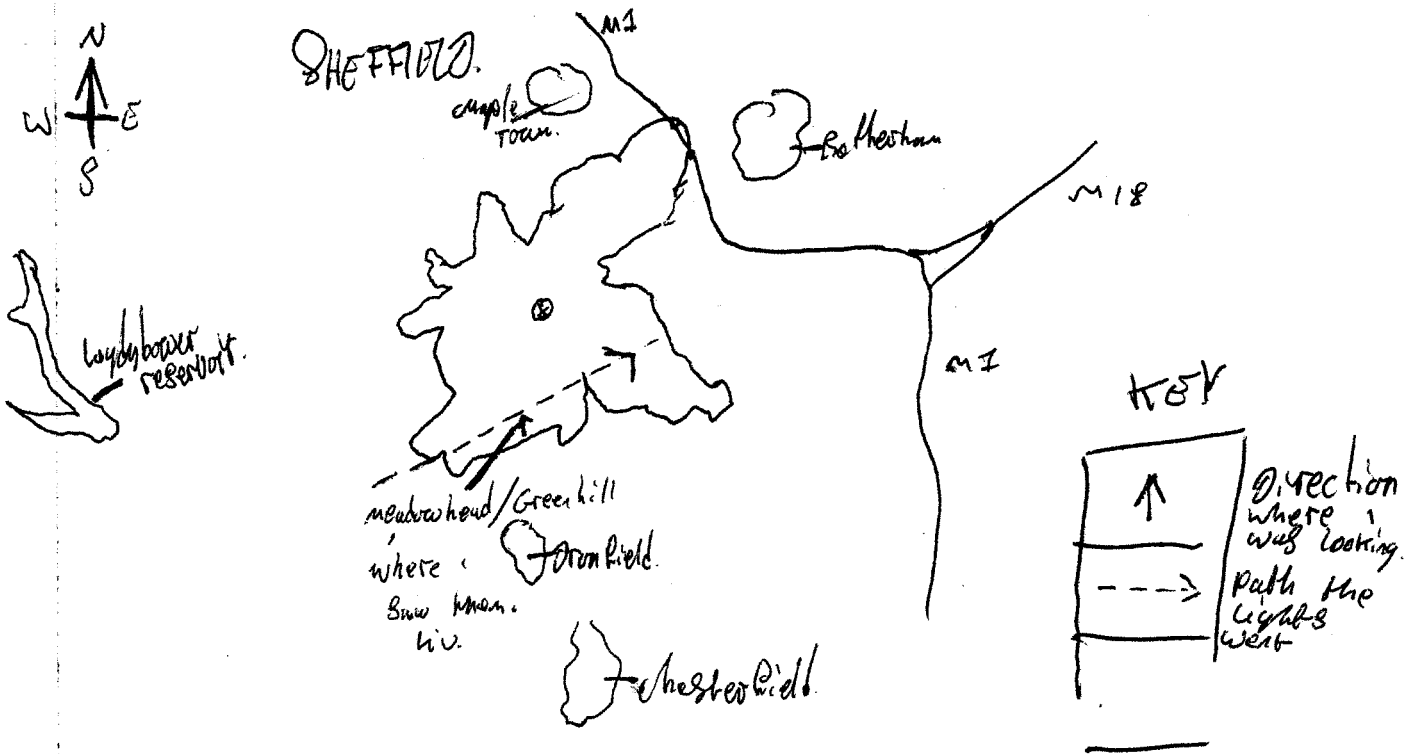 N
W E
S
SHEFFIELD.
M1
Town.
Rotherham
M18
M1
Ladybower
reservoir.
KEY
Direction
where i
was looking.
Path the
Lights
went
Meadowhead/Greenhill
where i
saw them.
Dronfield.
Chesterfield.